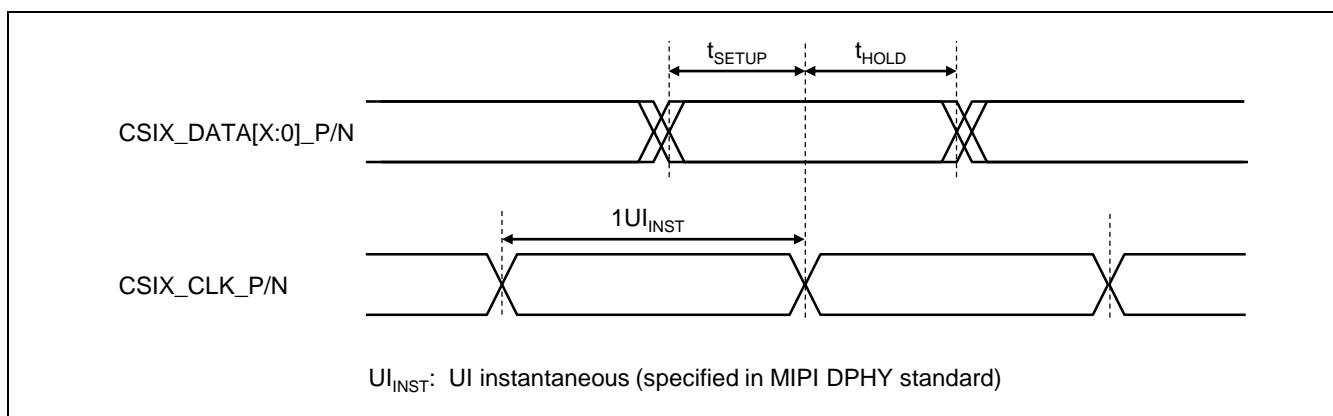 tSETUP tHOLD
CSIX_DATA[X:0]_P/N
1UIINST
CSIX_CLK_P/N
UIINST: UI instantaneous (specified in MIPI DPHY standard)